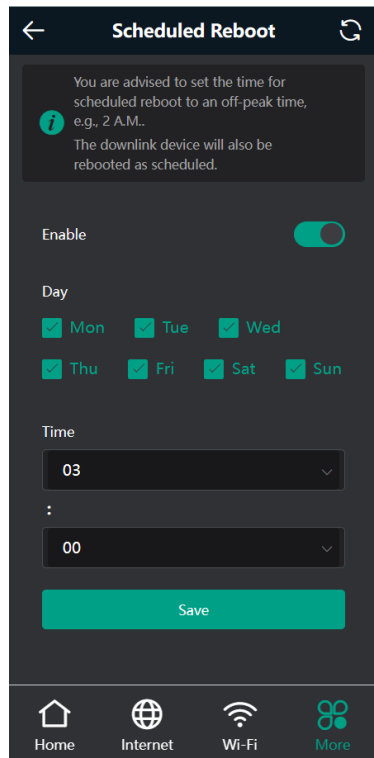 Scheduled Reboot
You are advised to set the time for
scheduled reboot to an off-peak time,
e.g., 2 A.M..
The downlink device will also be
rebooted as scheduled.
Enable
Day
Mon Tue Wed
Thu Fri Sat Sun
Time
03
:
00
Save
Home Internet Wi-Fi More